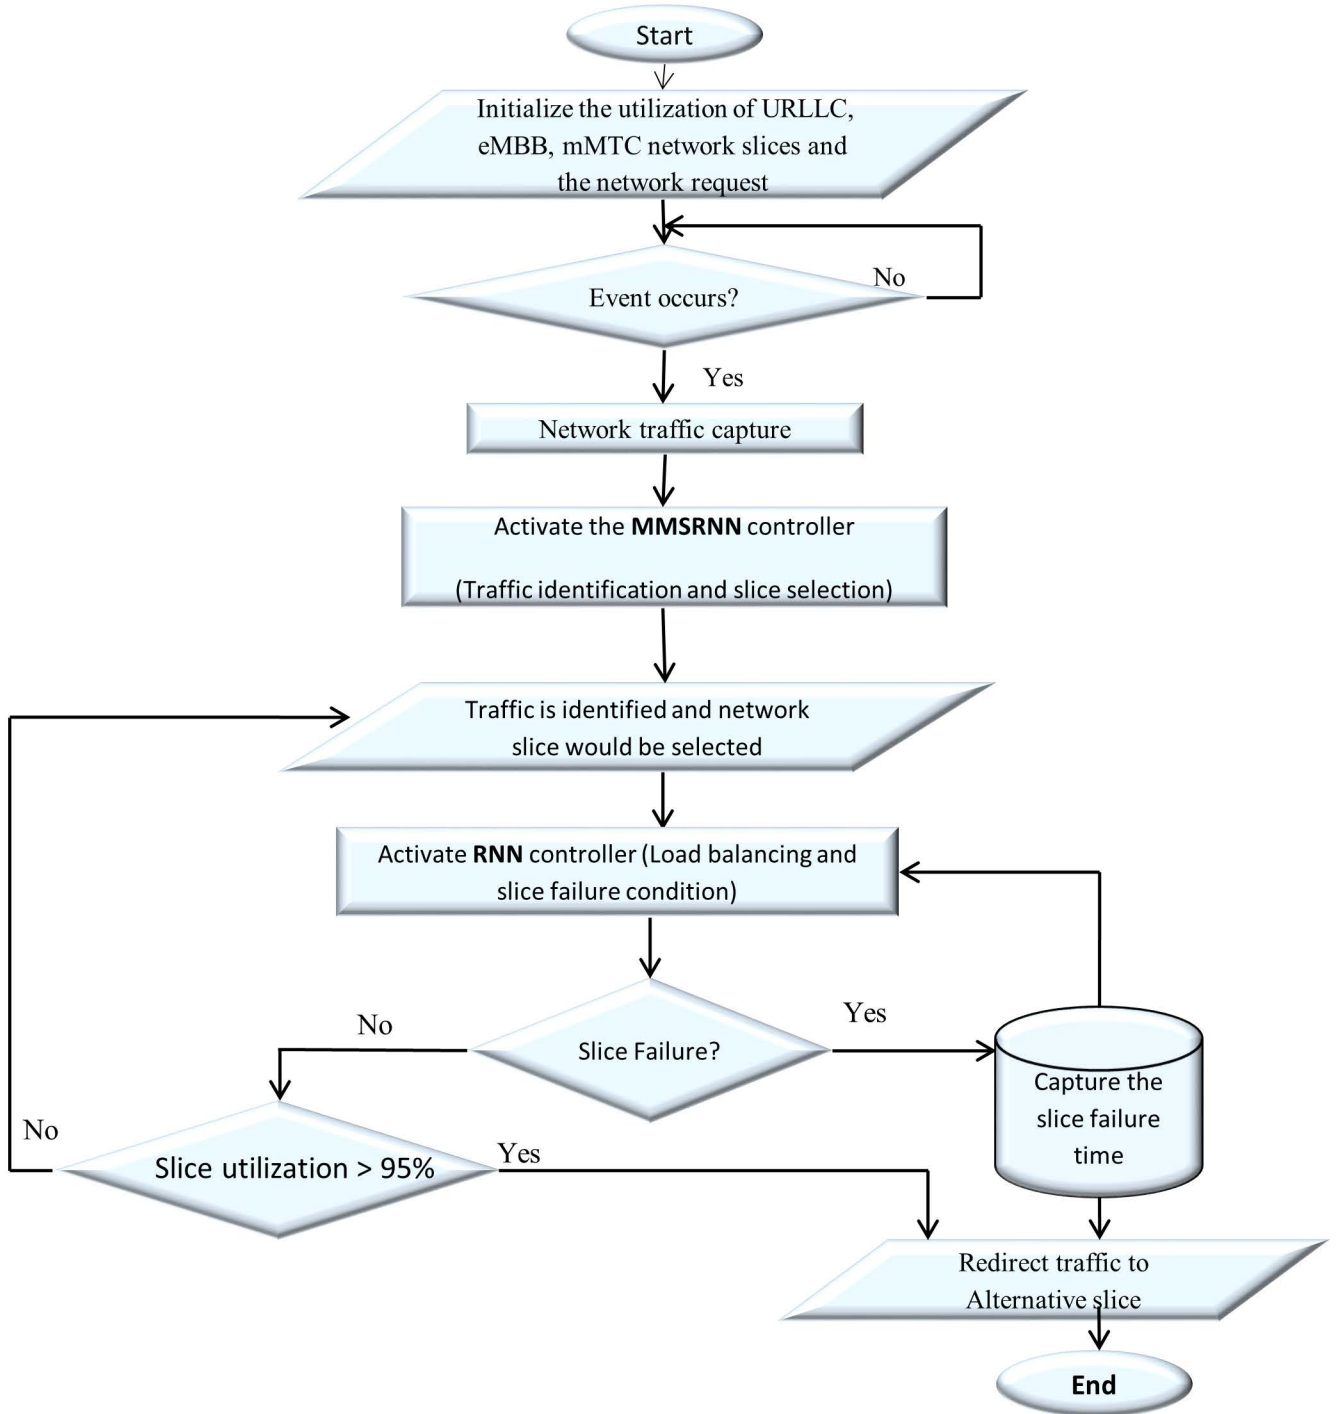 Start
Initialize the utilization of URLLC,
eMBB, mMTC network slices and
the network request
No
Event occurs?
Yes
Network traffic capture
Activate the MMSRNN controller
(Traffic identification and slice selection)
Traffic is identified and network
slice would be selected
Activate RNN controller (Load balancing and
slice failure condition)
No
Yes
Slice Failure?
Capture the
slice failure
time
No
Yes
Slice utilization > 95%
Redirect traffic to
Alternative slice
End